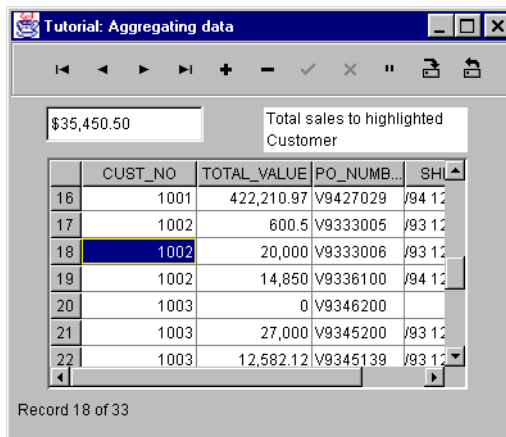 Tutorial: Aggregating data
$35,450.50
Total sales to highlighted
Customer
CUST_NO TOTAL_VALUE PO_NUMB...
16 1001 422,210.97 V9427029 /94 12
17 1002 600.5 V9333005 /93 12
18 1002 20,000 V9333006 /93 12
19 1002 14,850 V9336100 /94 12
20 1003 0 V9346200
21 1003 27,000 V9345200 /93 12
22 1003 12,582.12 V9345139 /93 12
Record 18 of 33